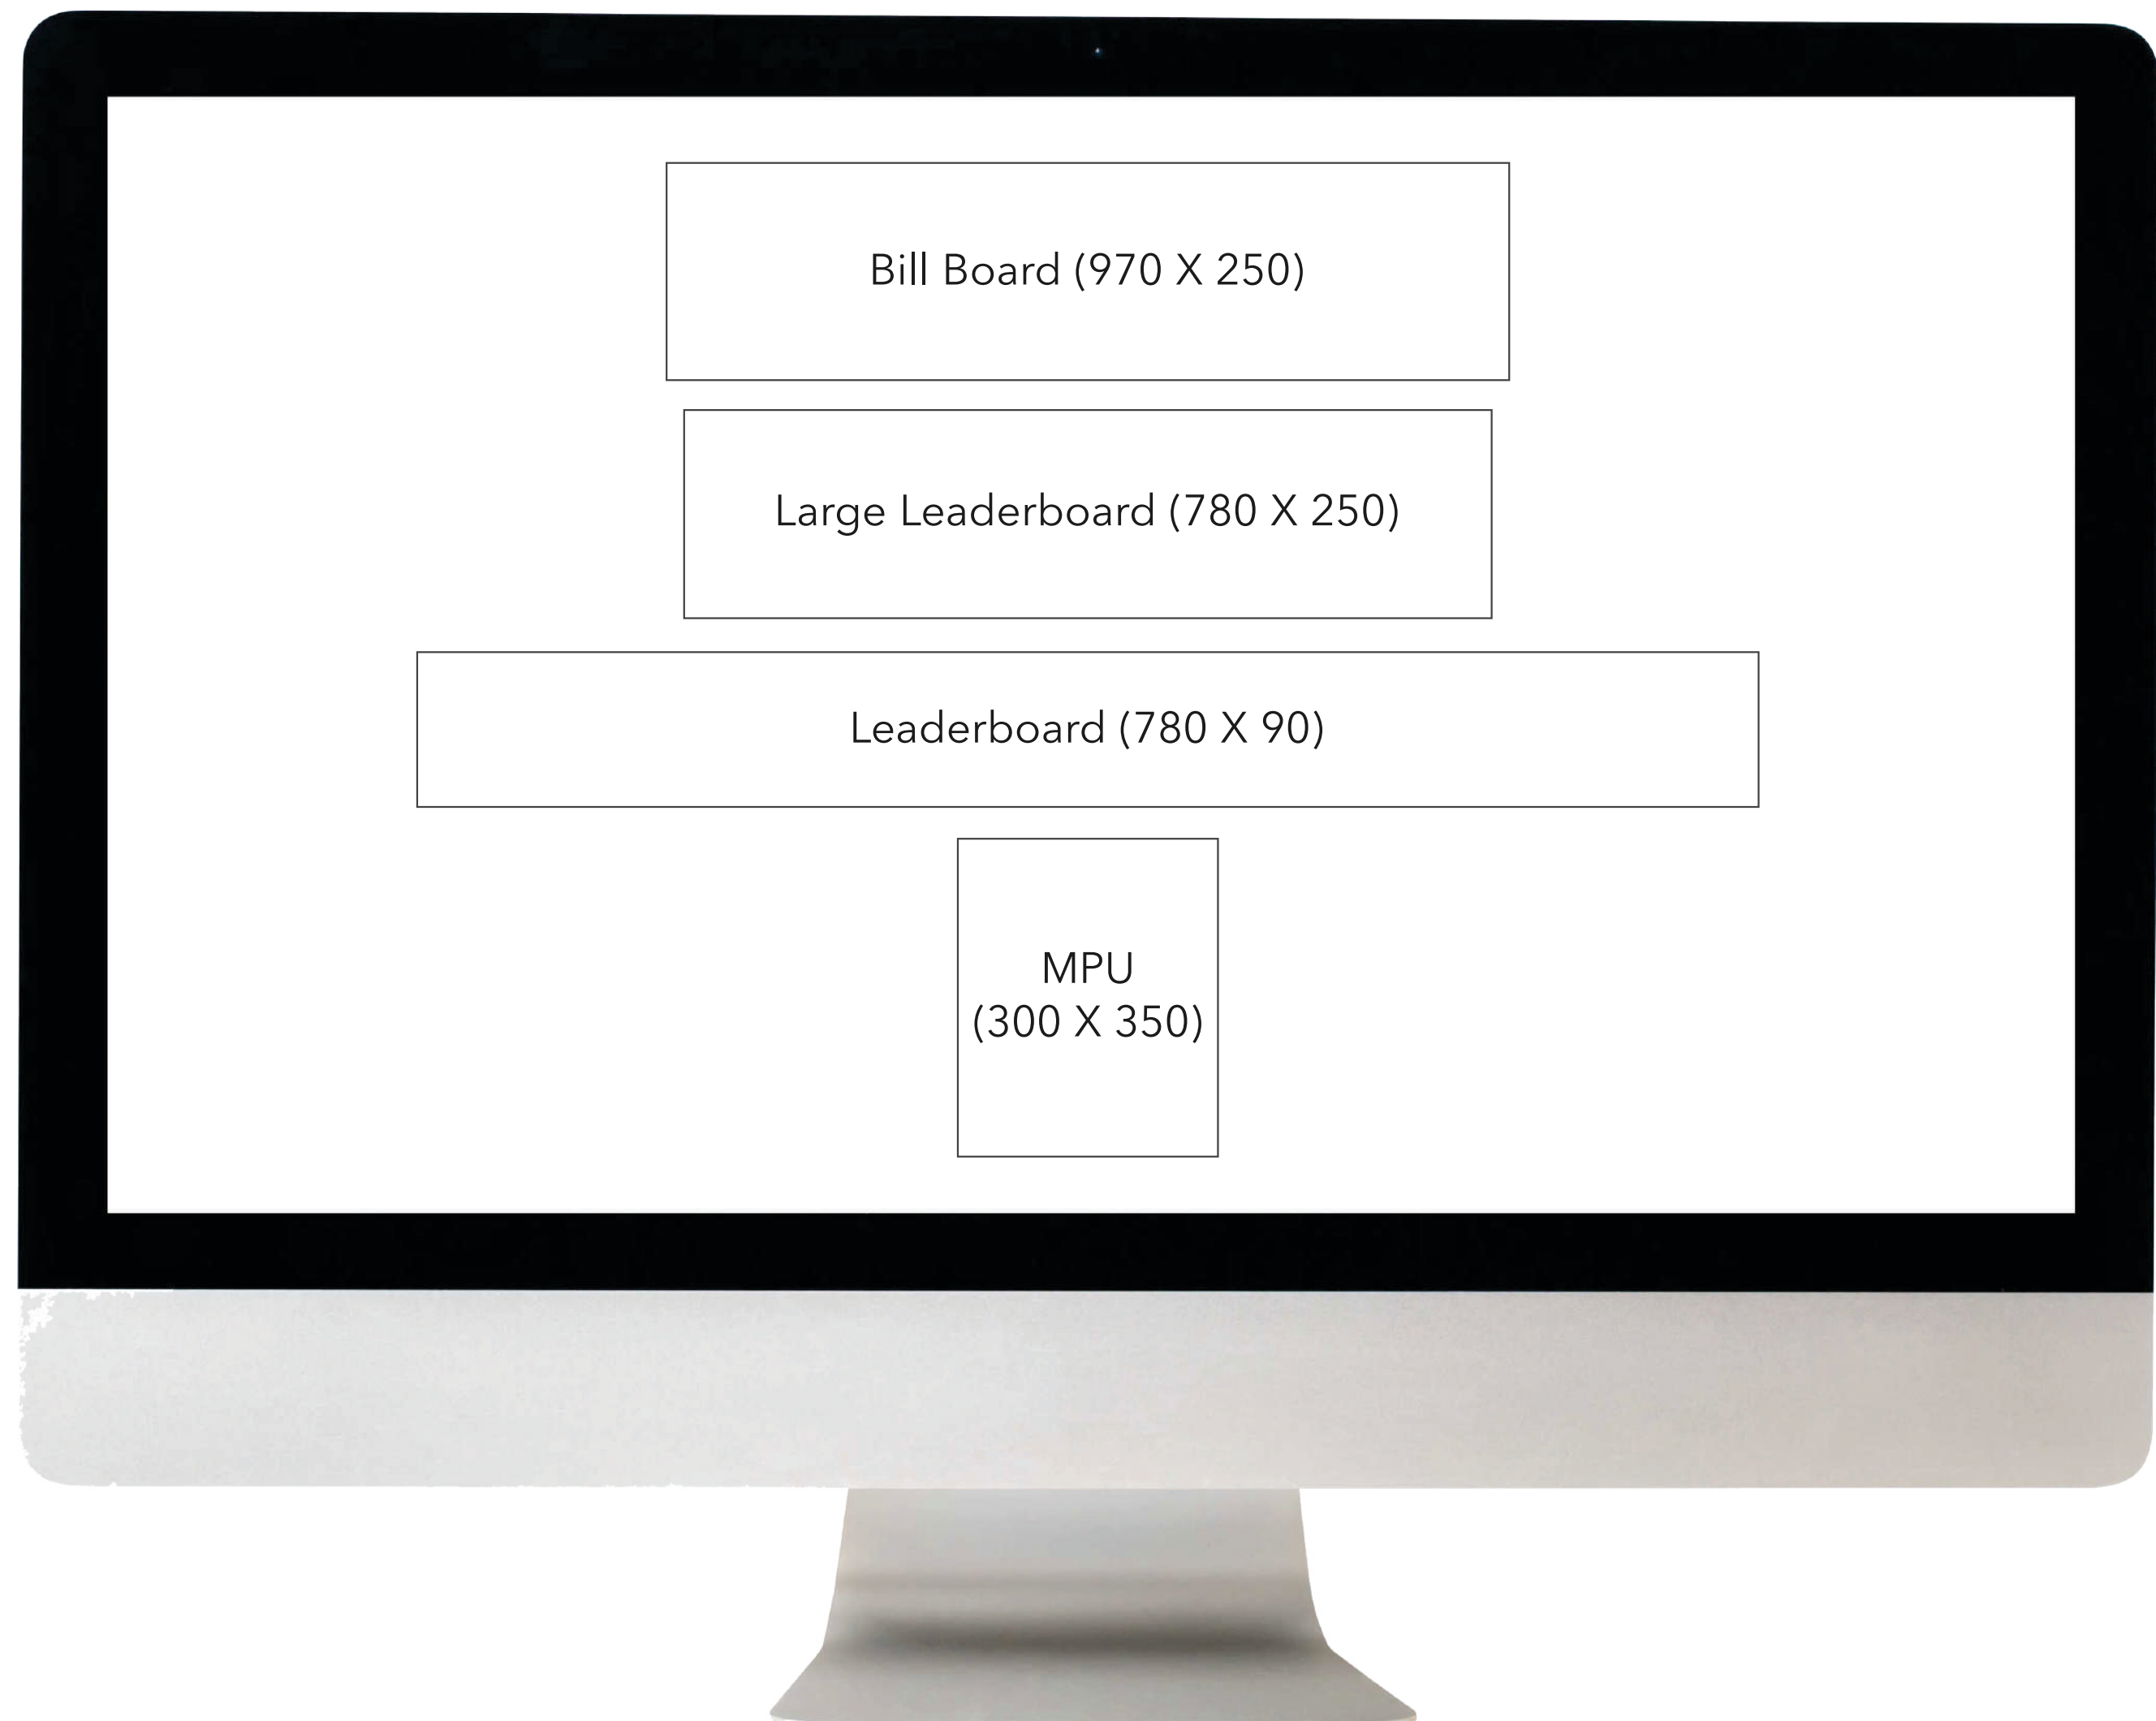 Bill Board (970 X 250)
Large Leaderboard (780 X 250)
Leaderboard (780 X 90)
MPU
(300 X 350)